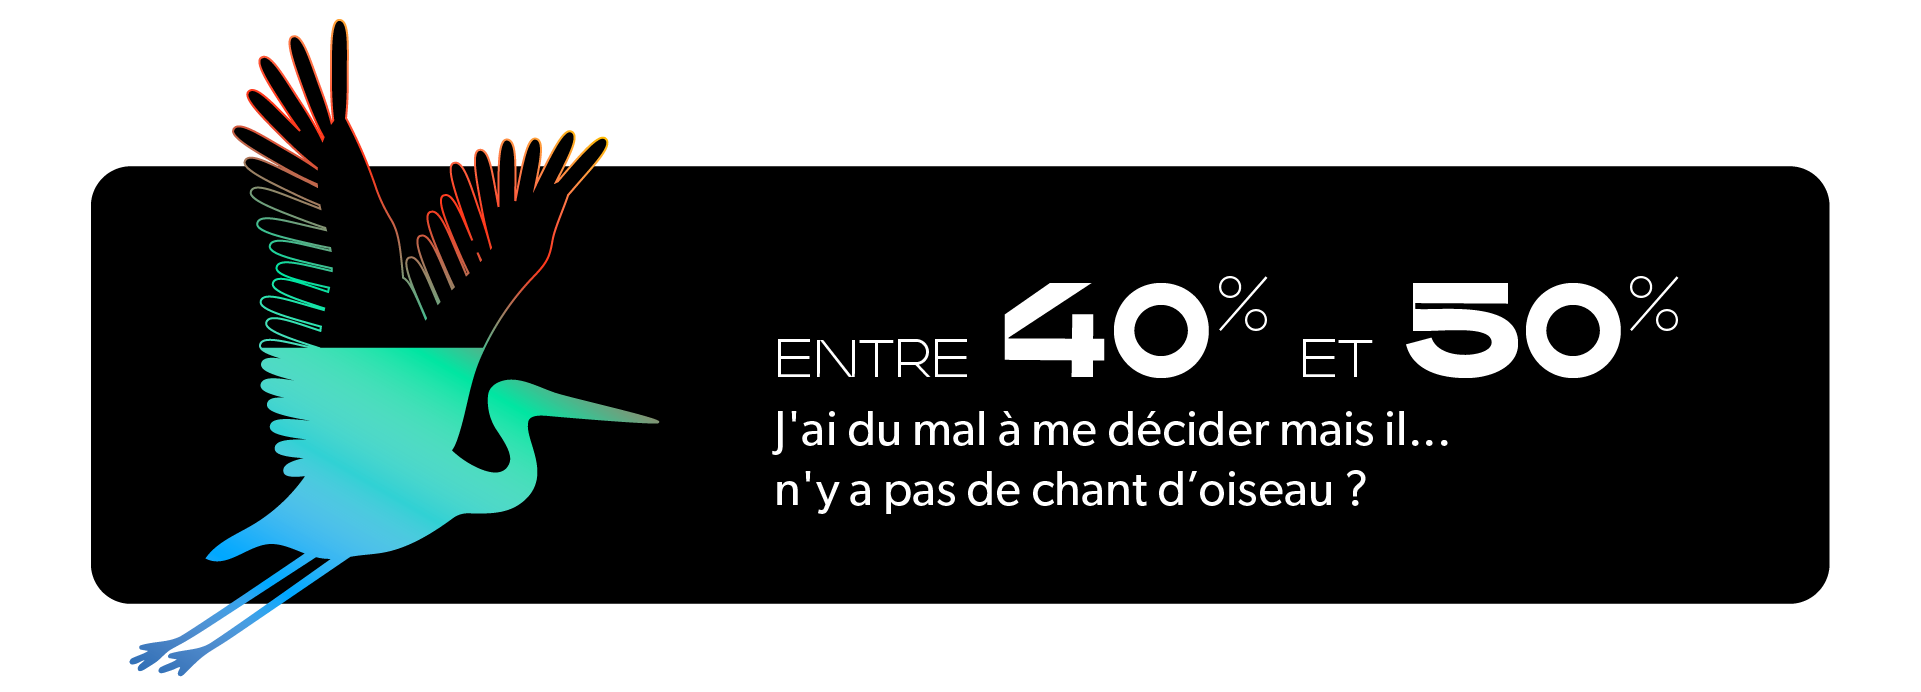 ENTRE 40% ET 50%
J'ai du mal à me décider mais il...
n'y a pas de chant d’oiseau ?